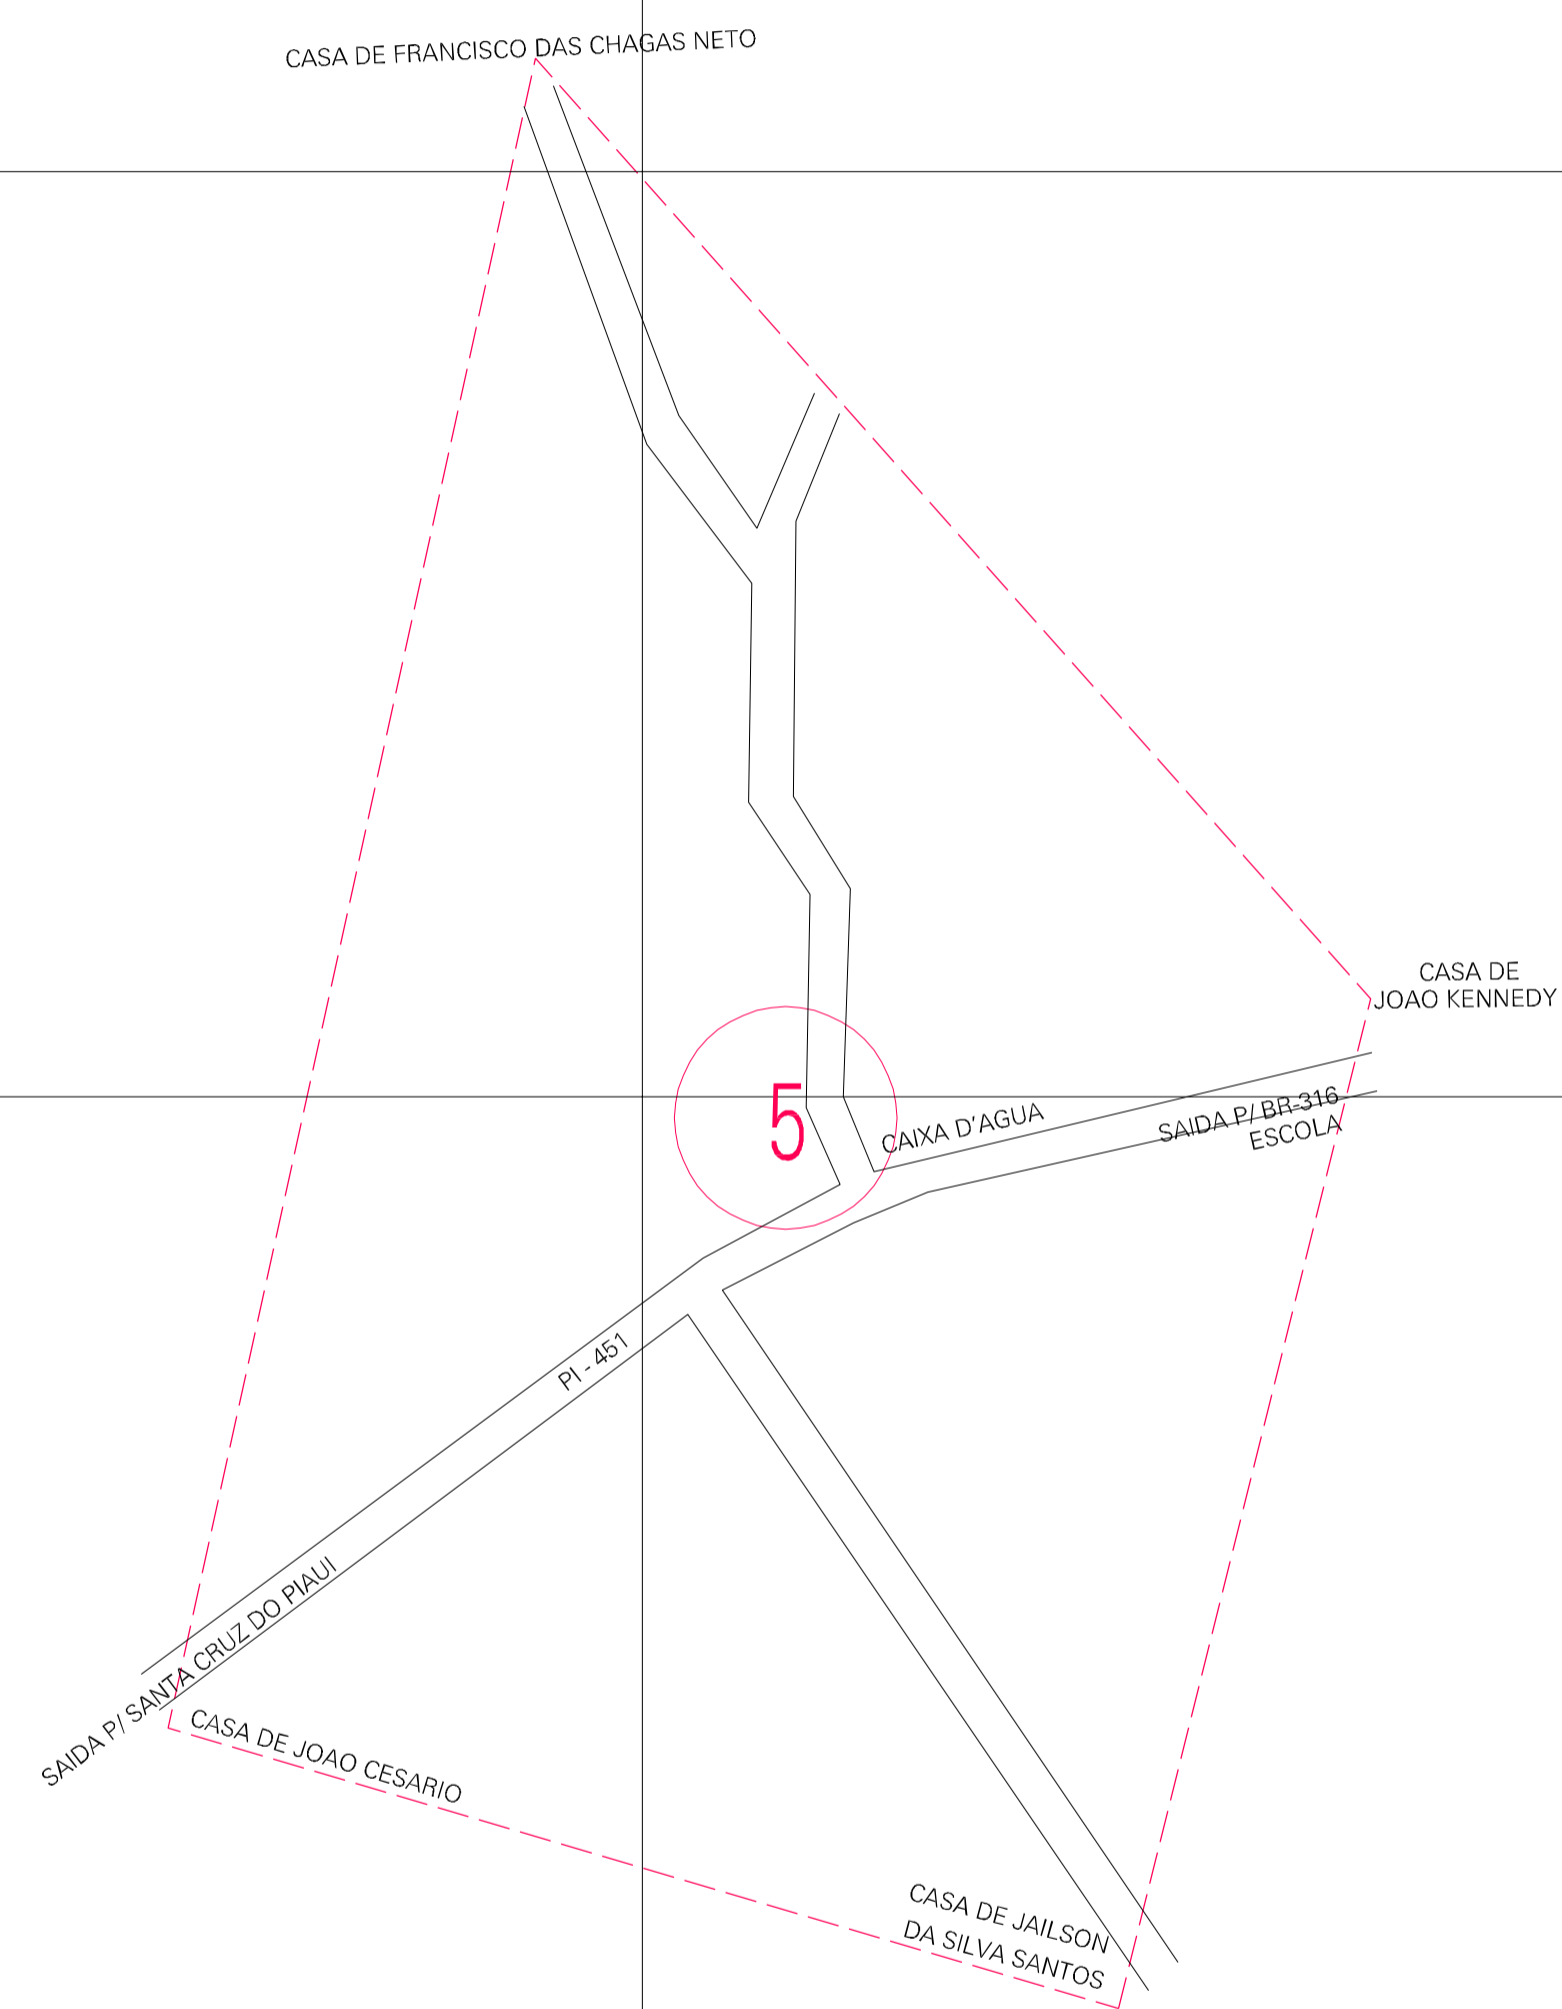 CASA DE FRANCISCO DAS CHAGAS NETO
CASA DE
JOAO KENNEDY
5
CAIXA D'AGUA
SAIDA P/ BR-316
ESCOLA
PI - 451
SAIDA P/ SANTA CRUZ DO PIAUI
CASA DE JOAO CESARIO
CASA DE JAILSON
DA SILVA SANTOS